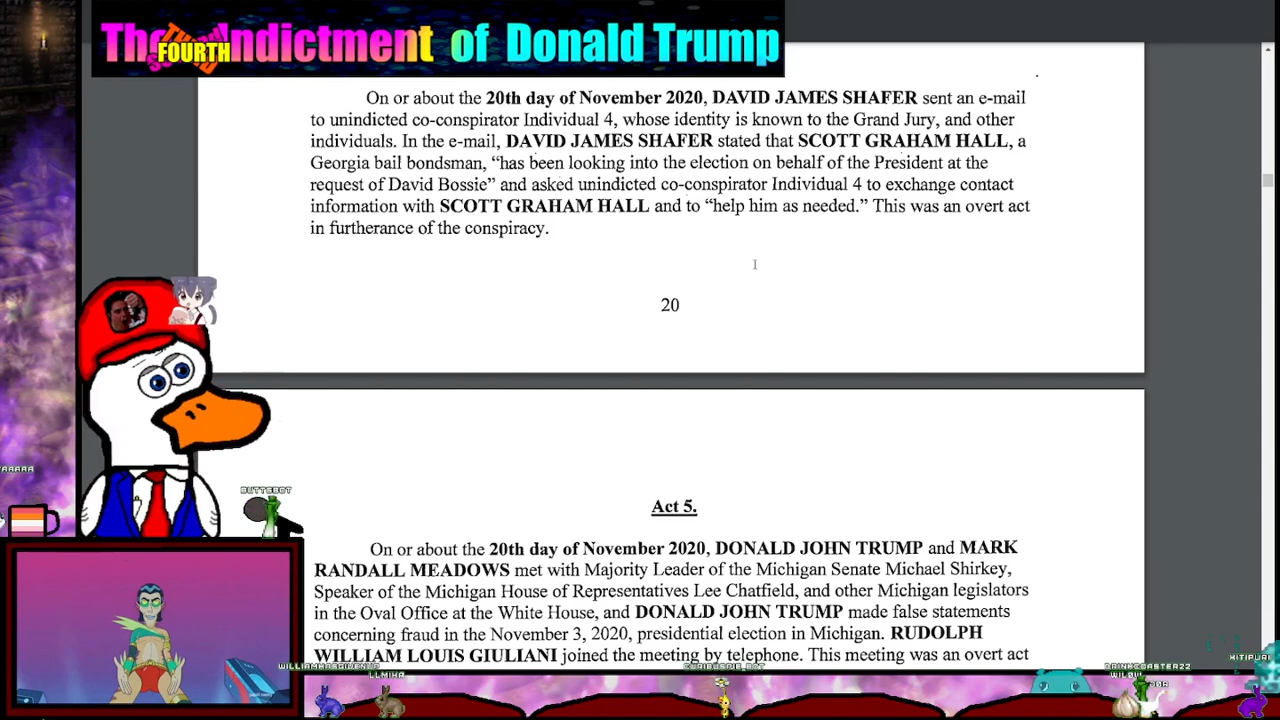 The Indictment of Donald Trump
FOURTH
On or about the 20th day of November 2020, DAVID JAMES SHAFER sent an e-mail
to unindicted co-conspirator Individual 4, whose identity is known to the Grand Jury, and other
individuals. In the e-mail, DAVID JAMES SHAFER stated that SCOTT GRAHAM HALL, a
Georgia bail bondsman, “has been looking into the election on behalf of the President at the
request of David Bossie” and asked unindicted co-conspirator Individual 4 to exchange contact
information with SCOTT GRAHAM HALL and to “help him as needed.” This was an overt act
in furtherance of the conspiracy.
20
Act 5.
On or about the 20th day of November 2020, DONALD JOHN TRUMP and MARK
RANDALL MEADOWS met with Majority Leader of the Michigan Senate Michael Shirkey,
Speaker of the Michigan House of Representatives Lee Chatfield, and other Michigan legislators
in the Oval Office at the White House, and DONALD JOHN TRUMP made false statements
concerning fraud in the November 3, 2020, presidential election in Michigan. RUDOLPH
WILLIAM LOUIS GIULIANI joined the meeting by telephone. This meeting was an overt act
BUTTSBOT
WILLIAMHASGIVENUP
LLMIHA
DRINKCOASTER22
KITIPURI